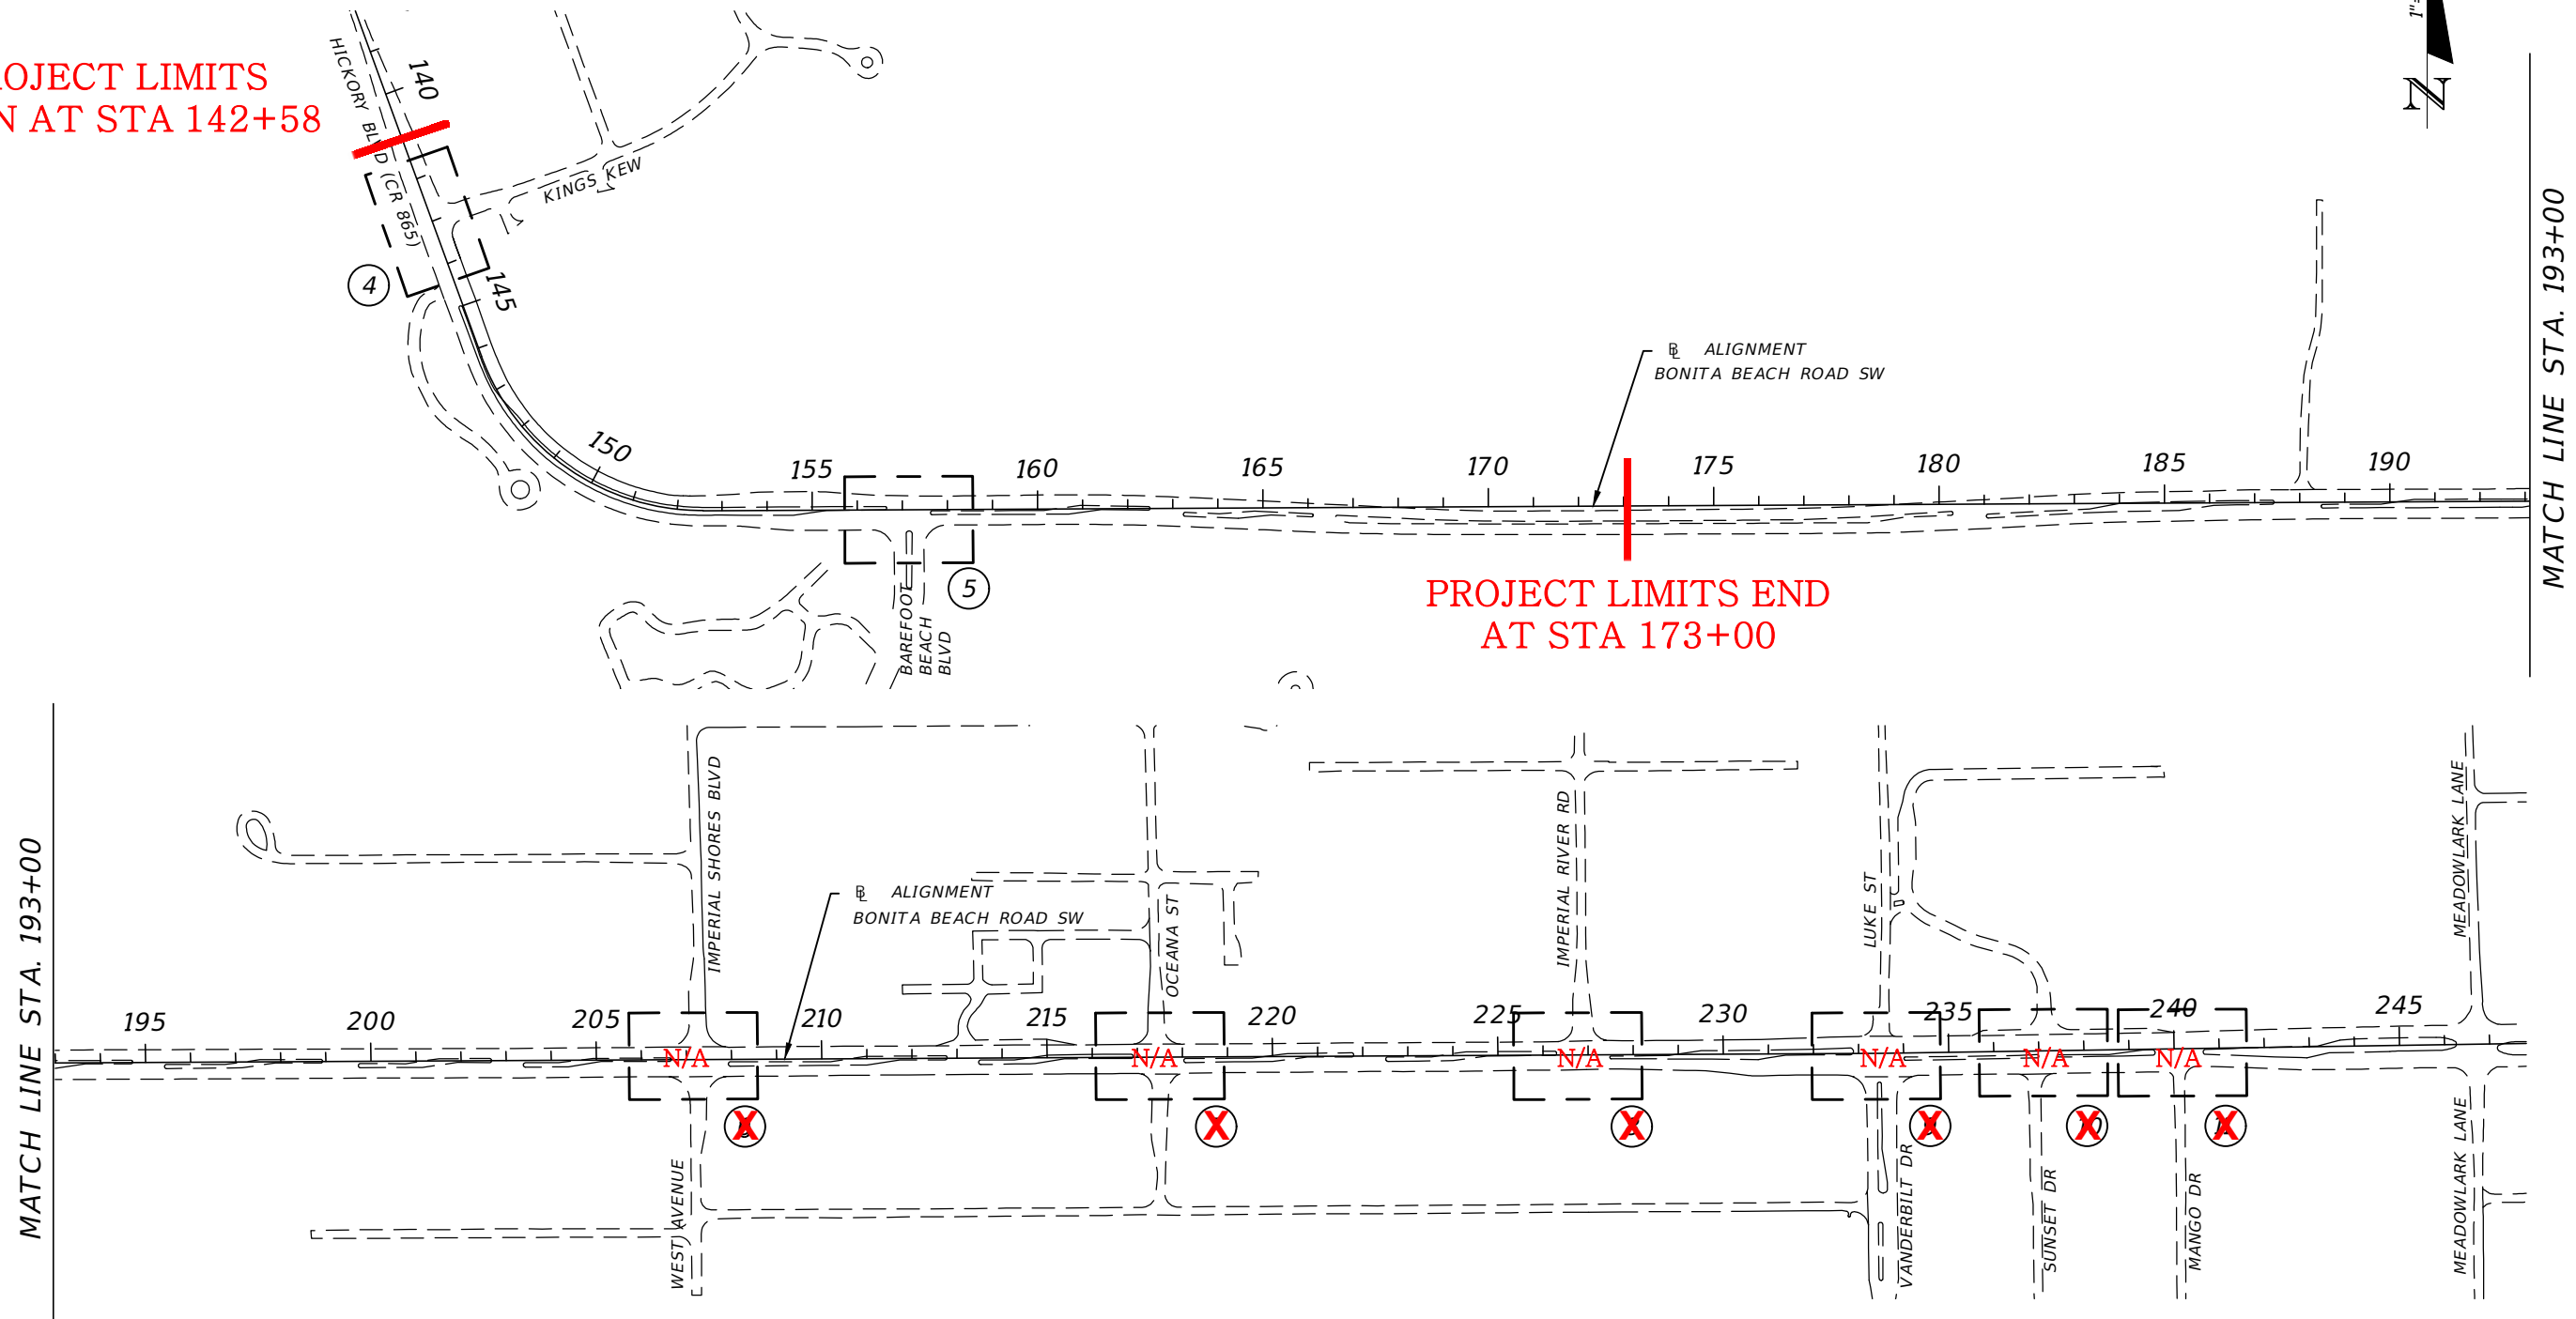 1"=
N
OJECT LIMITS
N AT STA 142+58
HICKORY BLVD (CR 865)
140
KINGS KEW
4
145
150
155
160
165
170
175
180
185
190
ALIGNMENT
BONITA BEACH ROAD SW
5
BAREFOOT
BEACH
BLVD
PROJECT LIMITS END
AT STA 173+00
MATCH LINE STA. 193+00
MATCH LINE STA. 193+00
IMPERIAL SHORES BLVD
ALIGNMENT
BONITA BEACH ROAD SW
OCEANA ST
IMPERIAL RIVER RD
LUKE ST
MEADOWLARK LANE
195
200
205
210
215
220
225
230
235
240
245
N/A
N/A
N/A
N/A
N/A
N/A
X
X
X
X
X
X
WEST AVENUE
VANDERBILT DR
SUNSET DR
MANGO DR
MEADOWLARK LANE